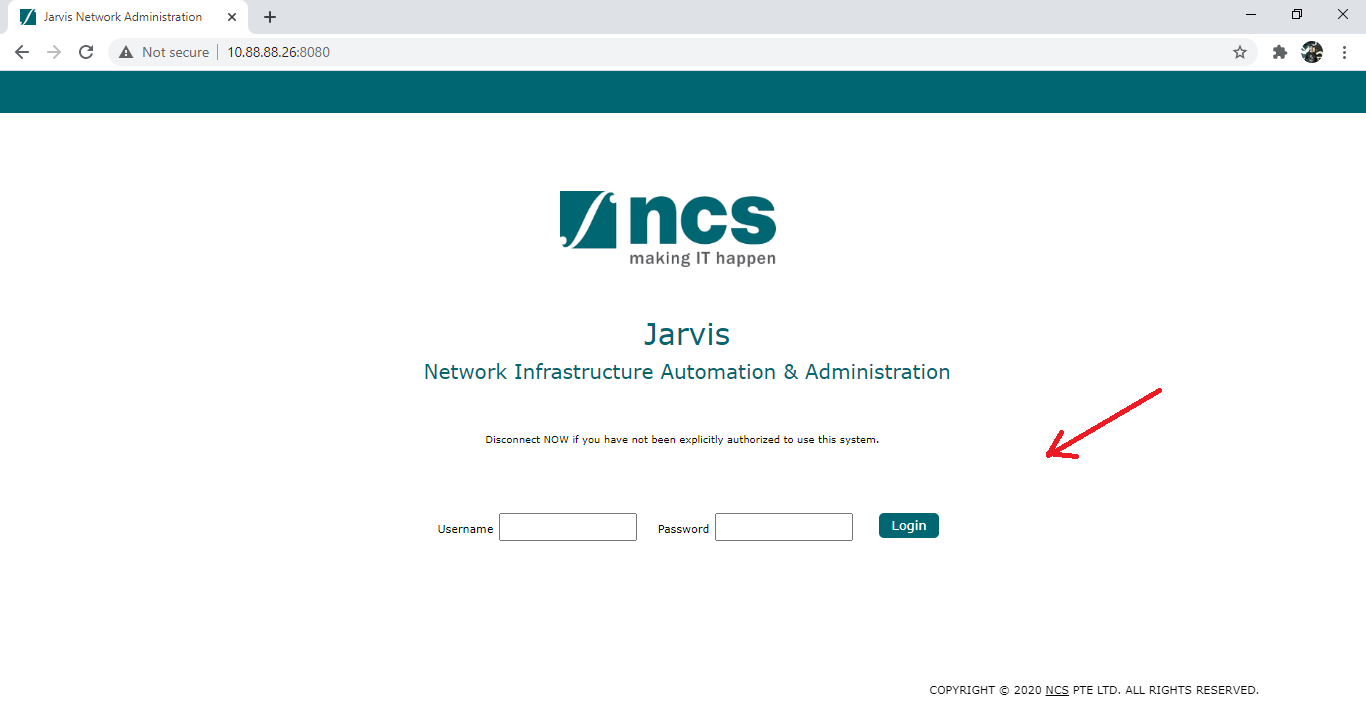 Jarvis Network Administration
Not secure 10.88.88.26:8080
ncs
making IT happen
Jarvis
Network Infrastructure Automation & Administration
Disconnect NOW if you have not been explicitly authorized to use this system.
Username Password Login
COPYRIGHT © 2020 NCS PTE LTD. ALL RIGHTS RESERVED.